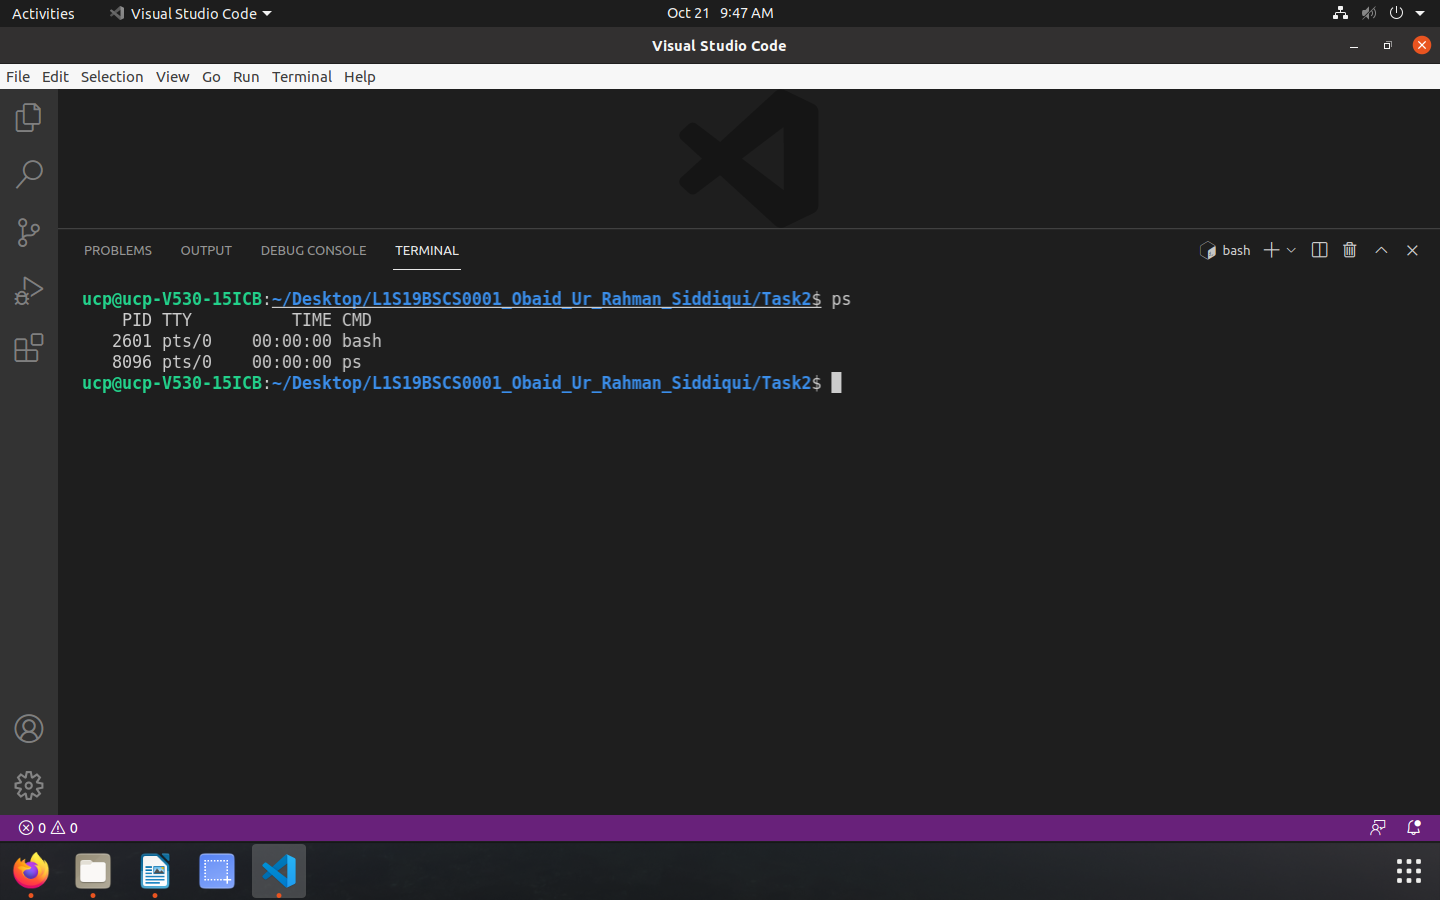 Activities Visual Studio Code Oct 21 9:47 AM
Visual Studio Code
File Edit Selection View Go Run Terminal Help
PROBLEMS OUTPUT DEBUG CONSOLE TERMINAL bash
ucp@ucp-V530-15ICB:~/Desktop/L1S19BSCS0001_Obaid_Ur_Rahman_Siddiqui/Task2$ ps
PID TTY TIME CMD
2601 pts/0 00:00:00 bash
8096 pts/0 00:00:00 ps
ucp@ucp-V530-15ICB:~/Desktop/L1S19BSCS0001_Obaid_Ur_Rahman_Siddiqui/Task2$
0 0